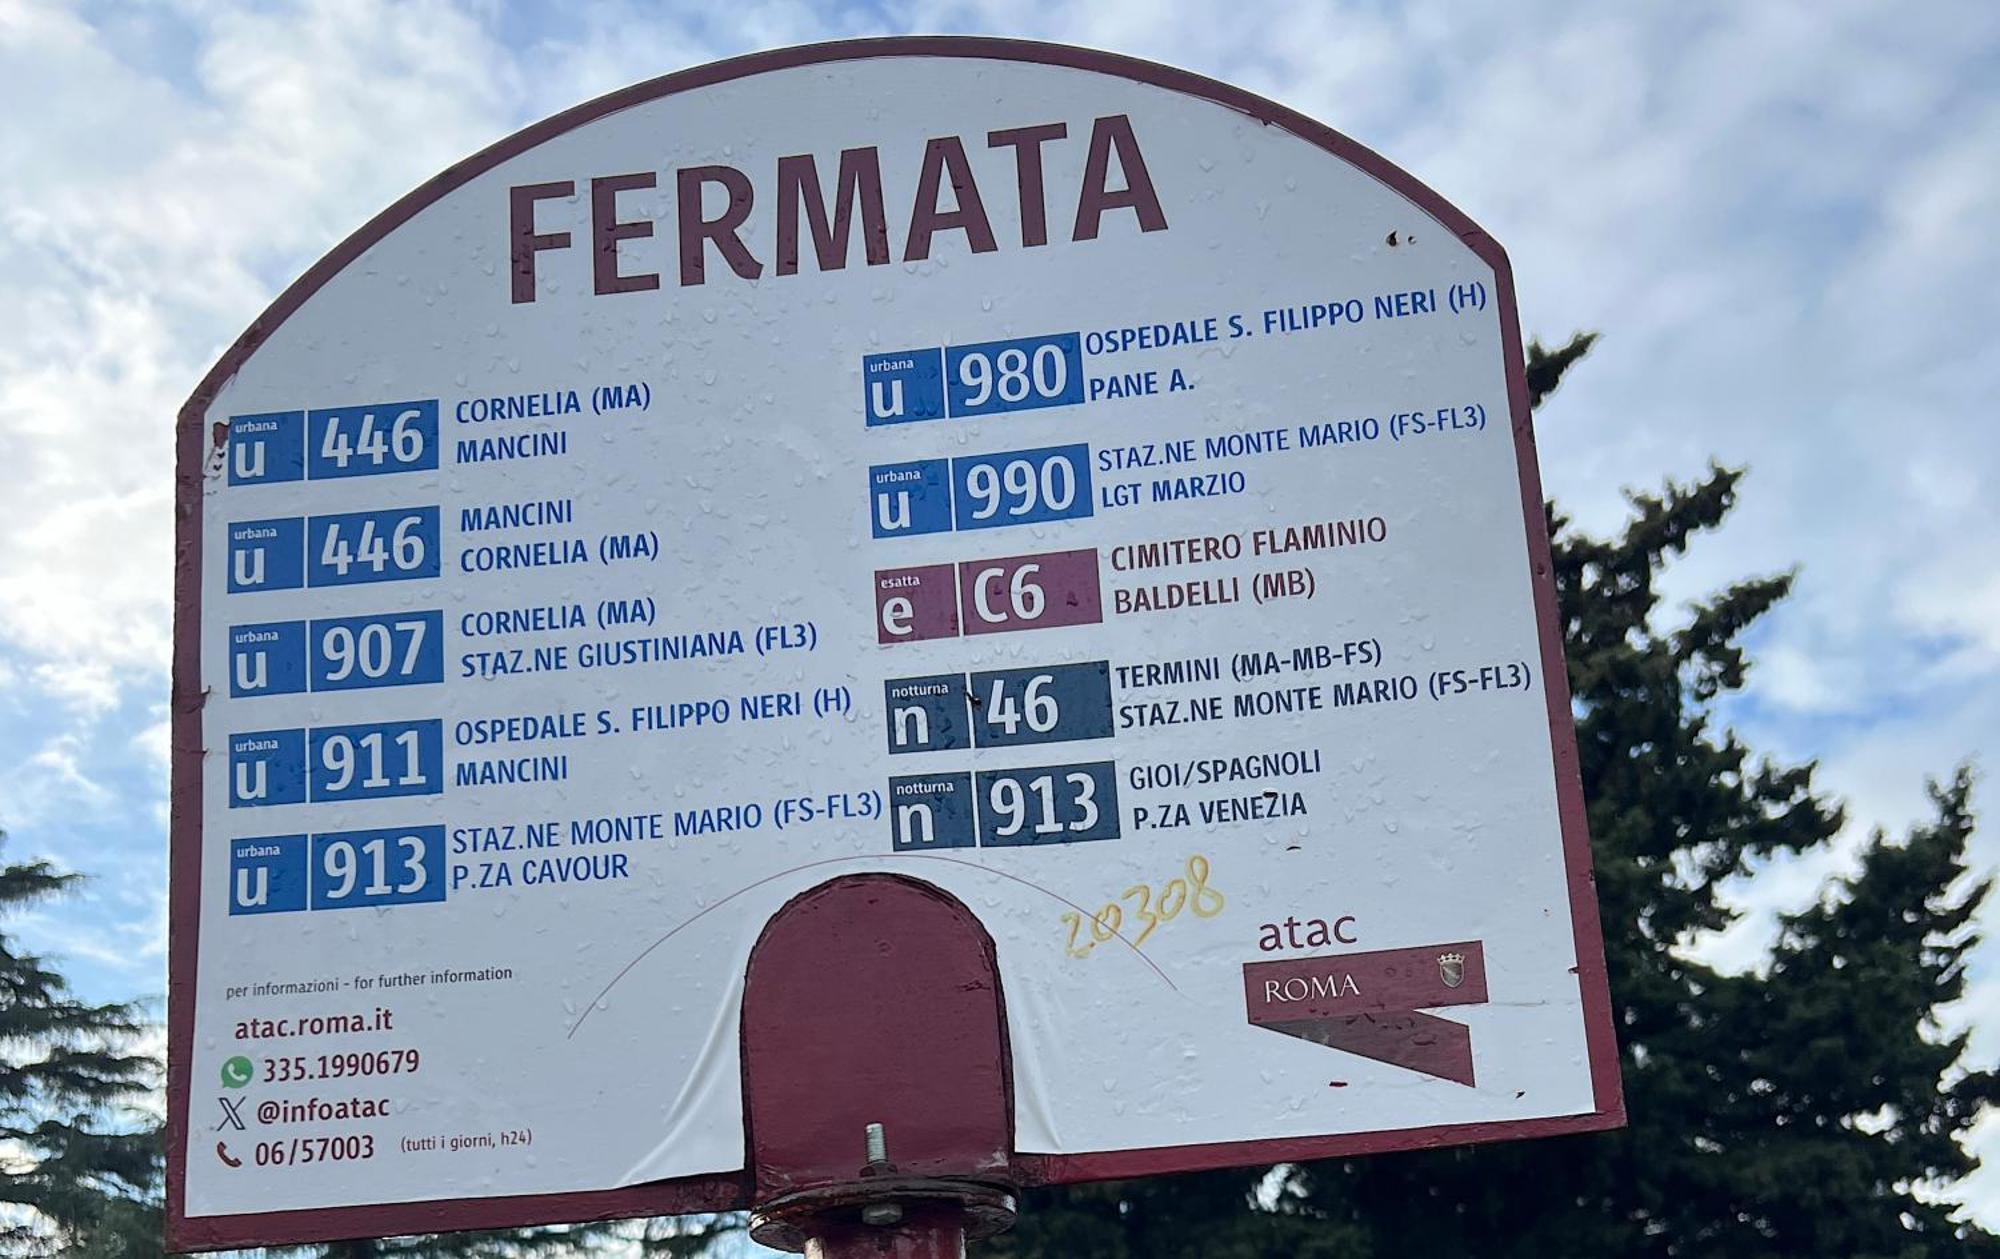 FERMATA
urbana
u 446 CORNELIA (MA)
MANCINI
urbana
u 446 MANCINI
CORNELIA (MA)
urbana
u 907 CORNELIA (MA)
STAZ.NE GIUSTINIANA (FL3)
urbana
u 911 OSPEDALE S. FILIPPO NERI (H)
MANCINI
urbana
u 913 STAZ.NE MONTE MARIO (FS-FL3)
P.ZA CAVOUR
urbana
u 980 OSPEDALE S. FILIPPO NERI (H)
PANE A.
urbana
u 990 STAZ.NE MONTE MARIO (FS-FL3)
LGT MARZIO
esatta
e C6 CIMITERO FLAMINIO
BALDELLI (MB)
notturna
n 46 TERMINI (MA-MB-FS)
STAZ.NE MONTE MARIO (FS-FL3)
notturna
n 913 GIOI/SPAGNOLI
P.ZA VENEZIA
20308
per informazioni - for further information
atac.roma.it
335.1990679
@infoatac
06/57003 (tutti i giorni, h24)
atac
ROMA